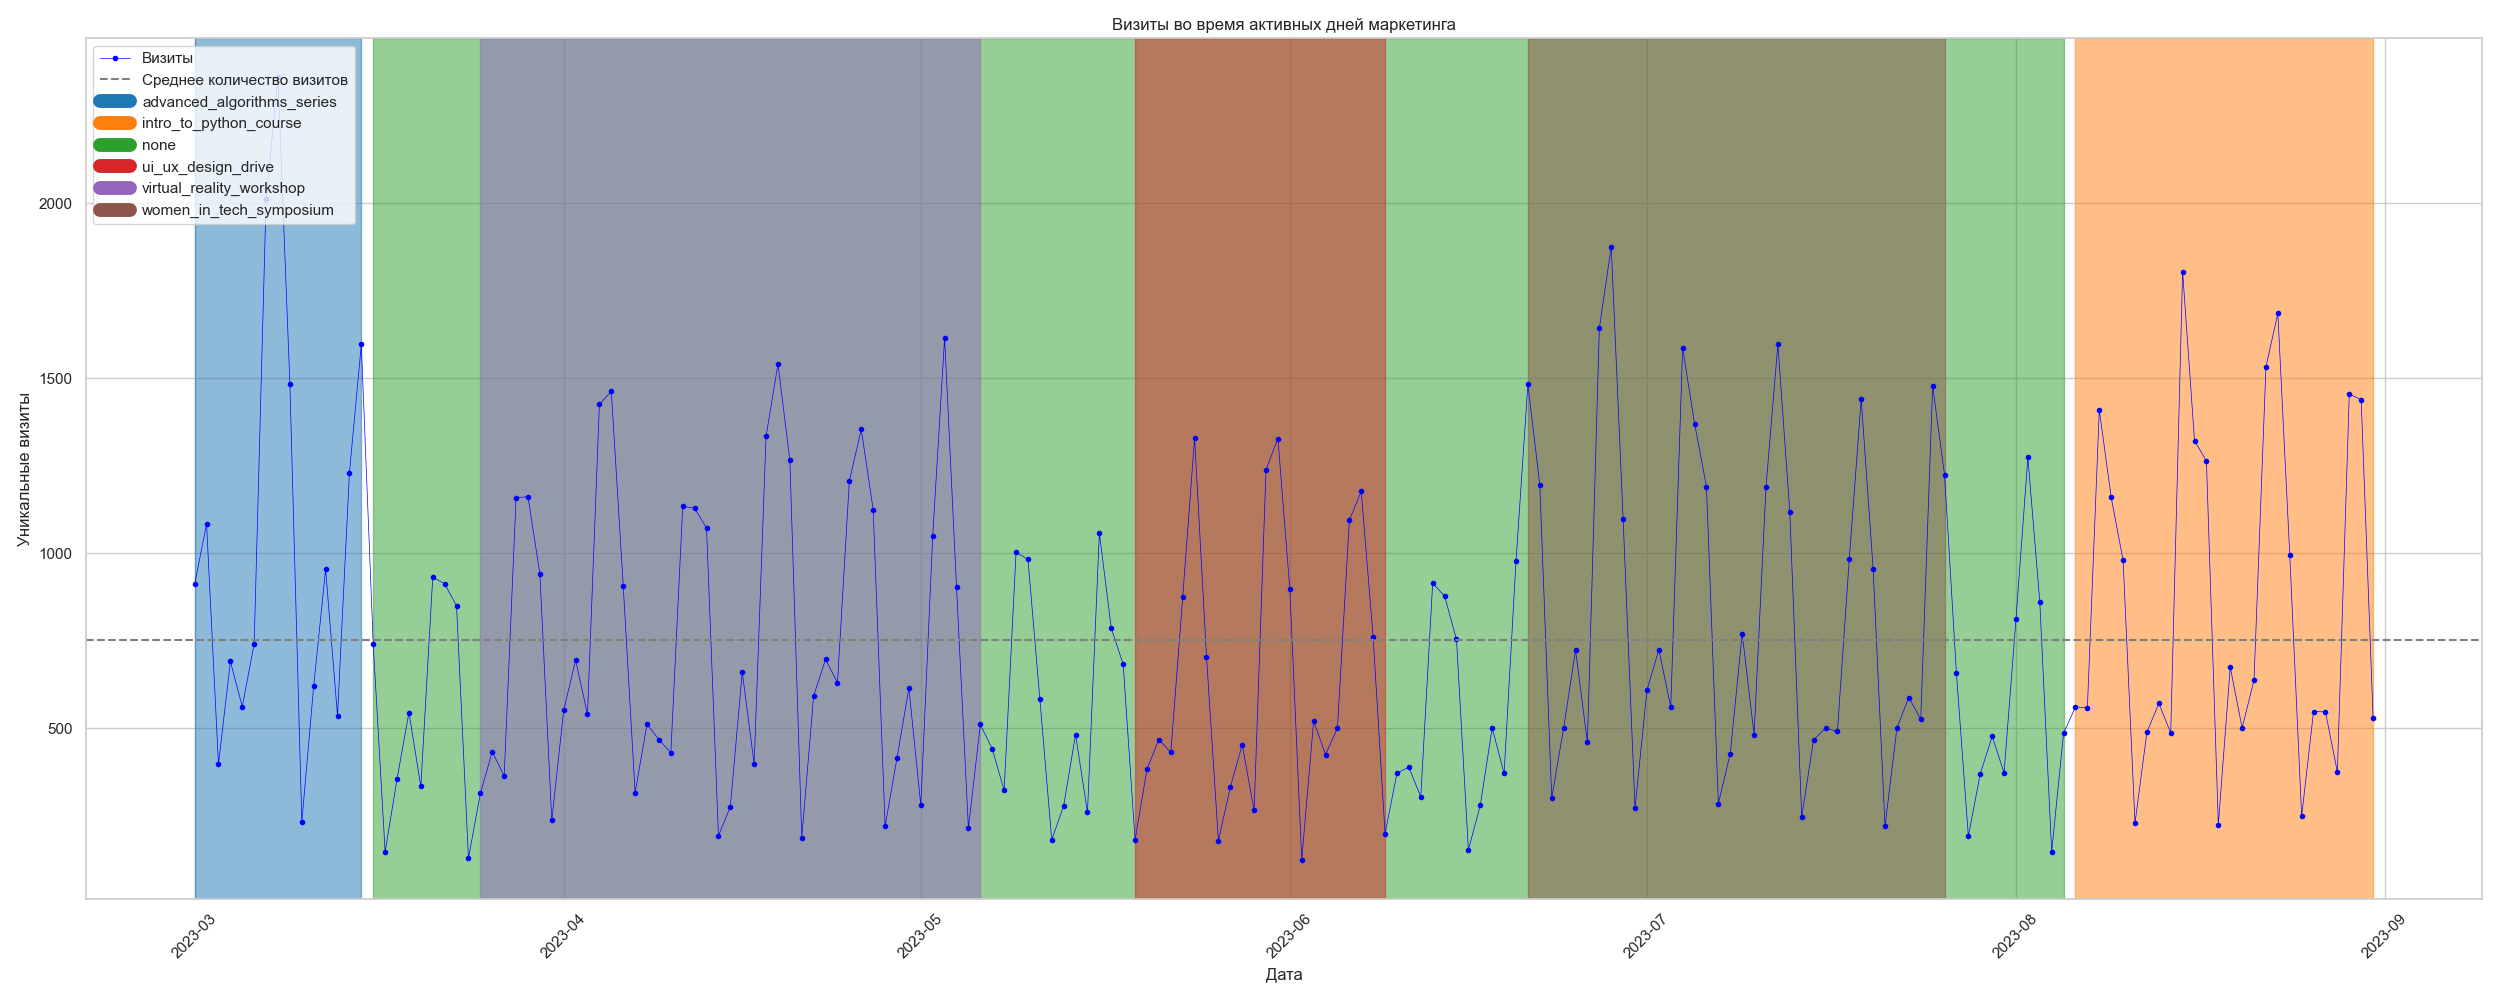 Визиты во время активных дней маркетинга
Визиты
Среднее количество визитов
advanced_algorithms_series
intro_to_python_course
none
ui_ux_design_drive
virtual_reality_workshop
women_in_tech_symposium
Уникальные визиты
2000
1500
1000
500
2023-03
2023-04
2023-05
2023-06
2023-07
2023-08
2023-09
Дата